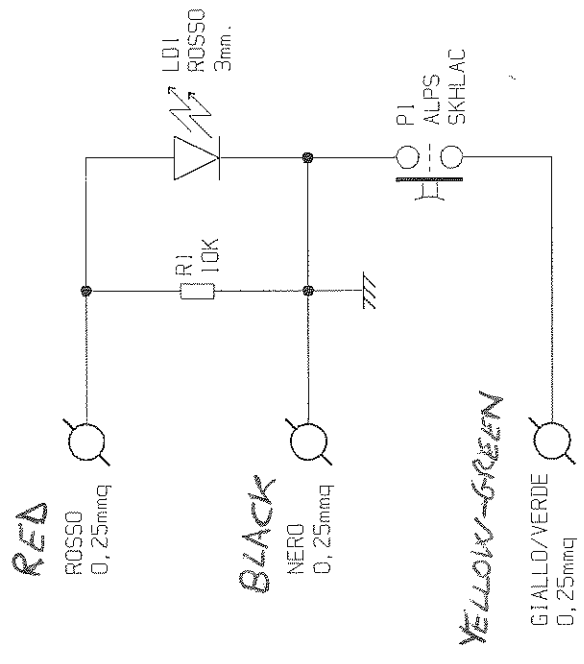 LD1
ROSSO
3mm.
R1
10K
P1
ALPS
SKHLAC
RED
ROSSO
0,25mmq
BLACK
NERO
0,25mmq
YELLOW-GREEN
GIALLO/VERDE
0,25mmq